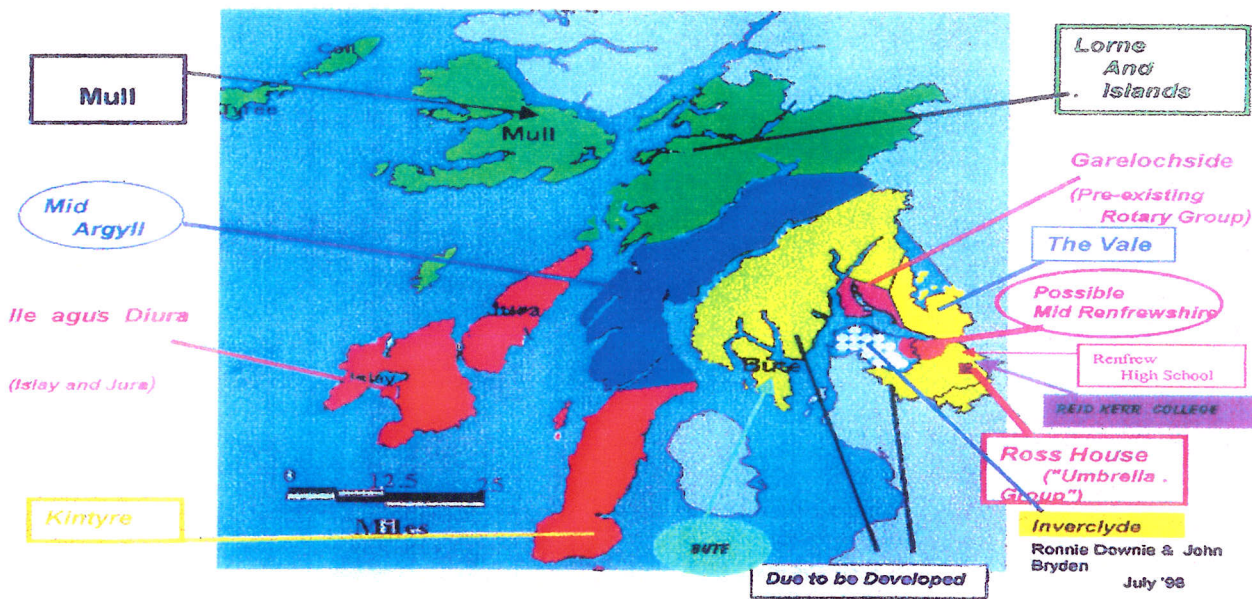 Mull
Mid
Argyll
Ile agus Diura
(Islay and Jura)
Kintyre
Coll
Tyree
Mull
Jura
Islay
Bute
0 12.5 25
Miles
BUTE
Due to be Developed
Lorne
And
Islands
Garelochside
(Pre-existing
Rotary Group)
The Vale
Possible
Mid Renfrewshire
Renfrew
High School
REID KERR COLLEGE
Ross House
("Umbrella .
Group")
Inverclyde
Ronnie Downie & John
Bryden
July '98